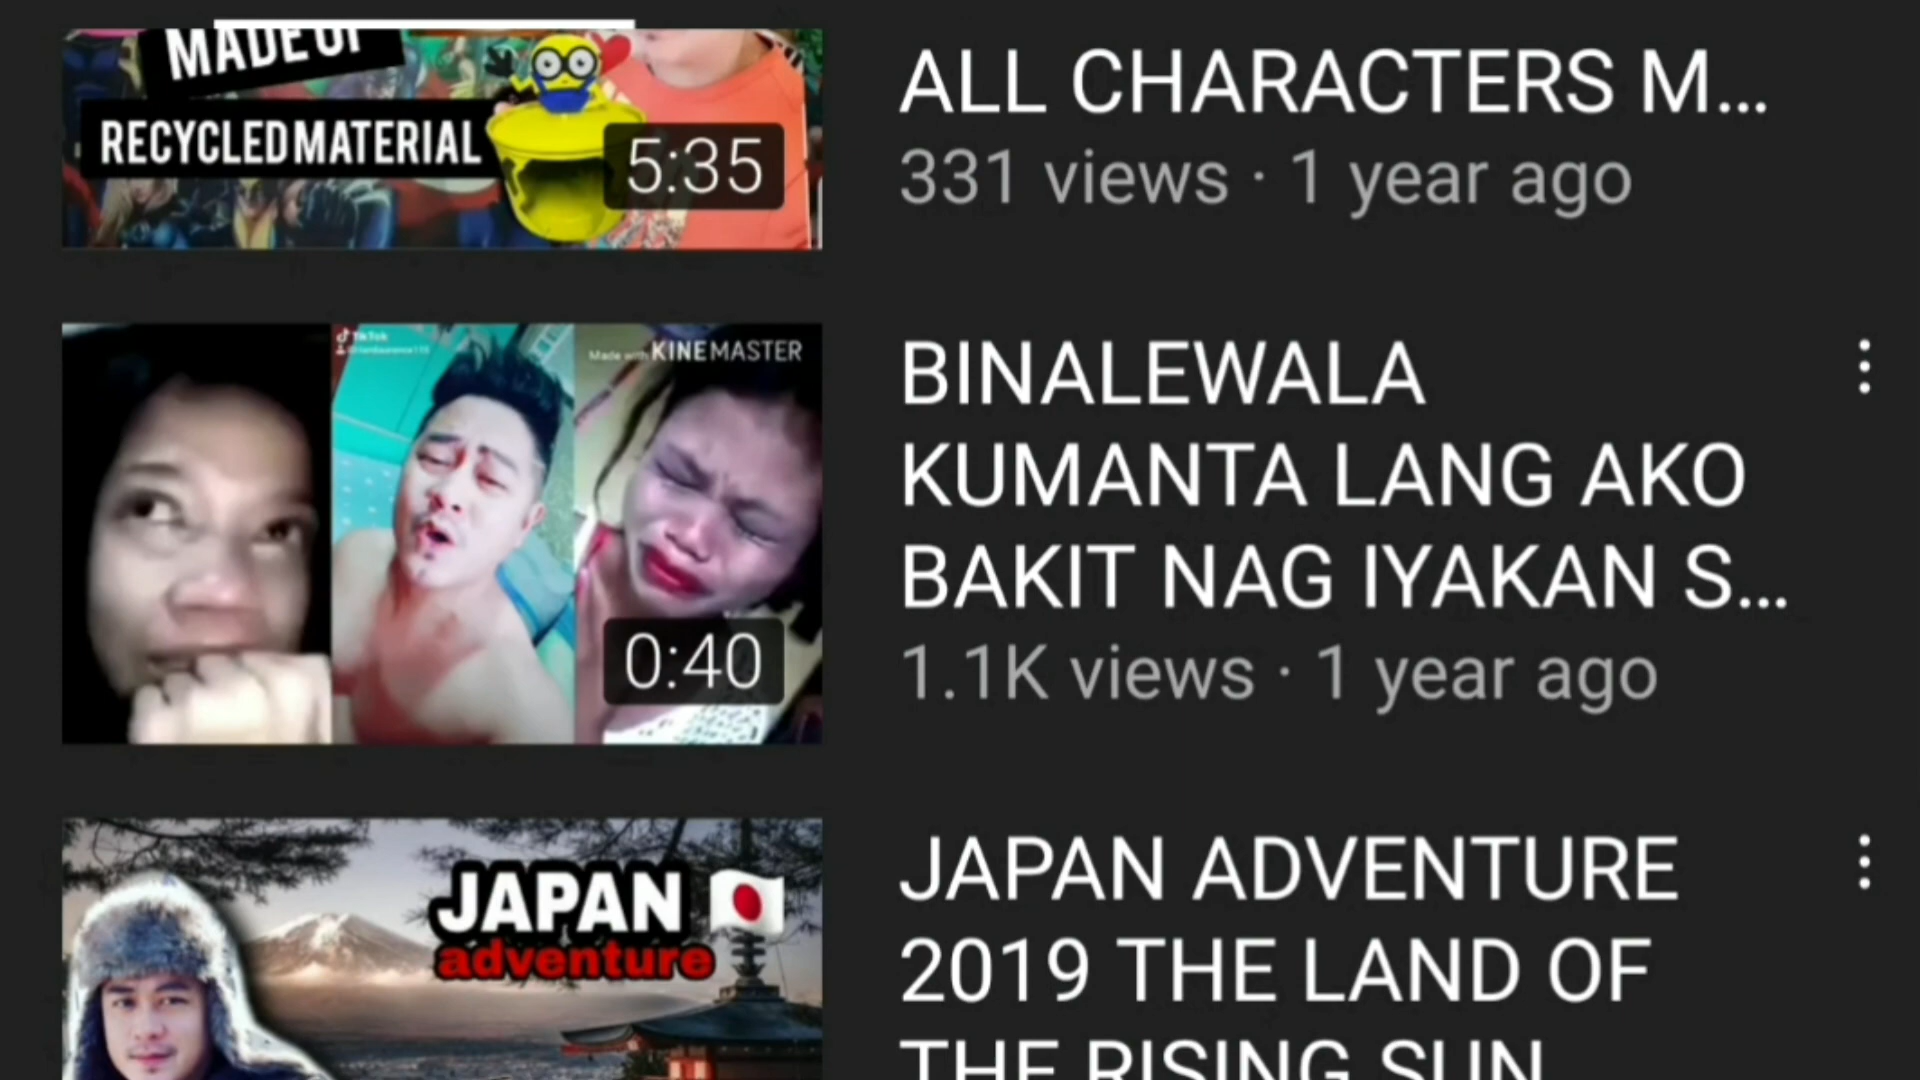 MADE OF
RECYCLED MATERIAL
5:35
ALL CHARACTERS M...
331 views · 1 year ago
TikTok
Made with KINEMASTER
0:40
BINALEWALA
KUMANTA LANG AKO
BAKIT NAG IYAKAN S...
1.1K views · 1 year ago
JAPAN
adventure
JAPAN ADVENTURE
2019 THE LAND OF
THE RISING SUN